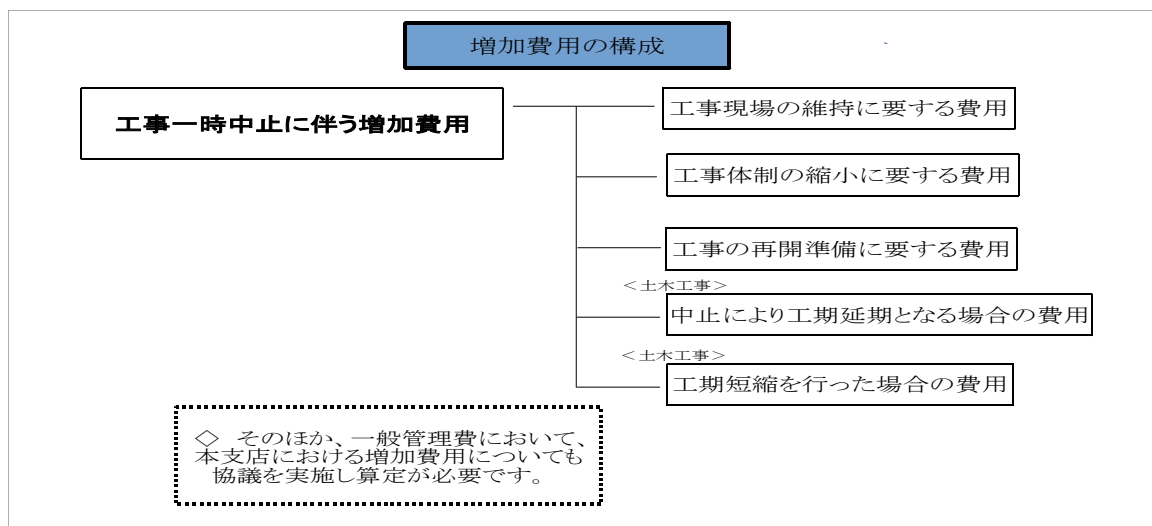 増加費用の構成
工事一時中止に伴う増加費用
工事現場の維持に要する費用
工事体制の縮小に要する費用
工事の再開準備に要する費用
＜土木工事＞
中止により工期延期となる場合の費用
＜土木工事＞
工期短縮を行った場合の費用
◇ そのほか、一般管理費において、
本支店における増加費用についても
協議を実施し算定が必要です。